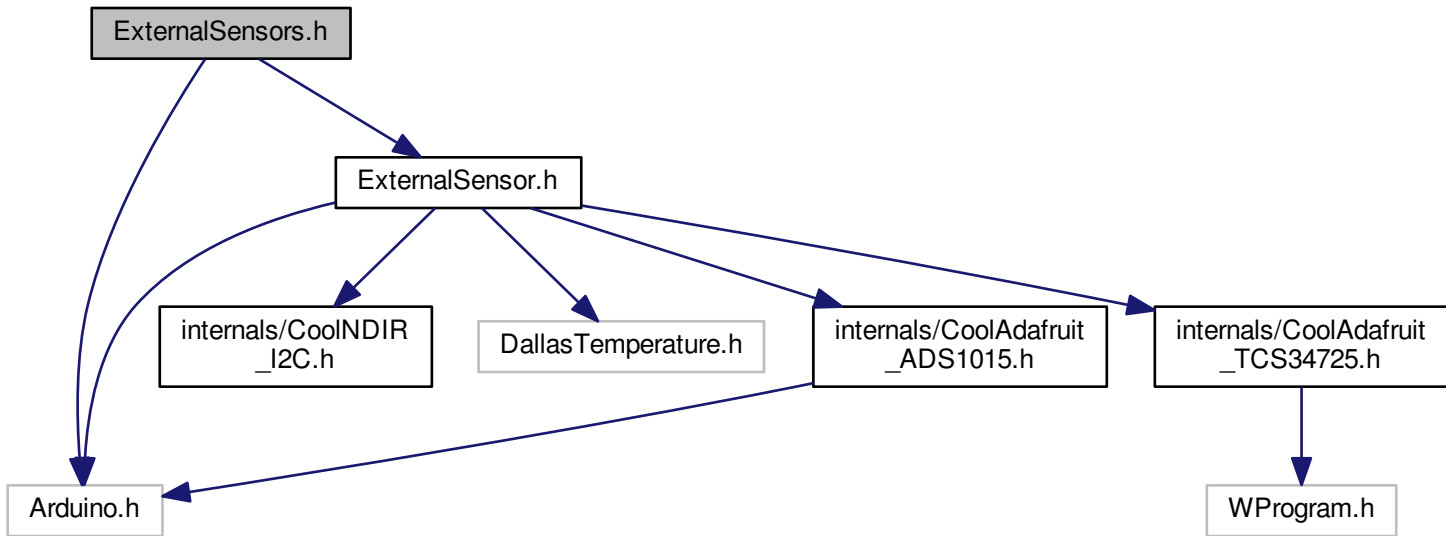 ExternalSensors.h
ExternalSensor.h
internals/CoolNDIR
_I2C.h
DallasTemperature.h
internals/CoolAdafruit
_ADS1015.h
internals/CoolAdafruit
_TCS34725.h
Arduino.h
WProgram.h